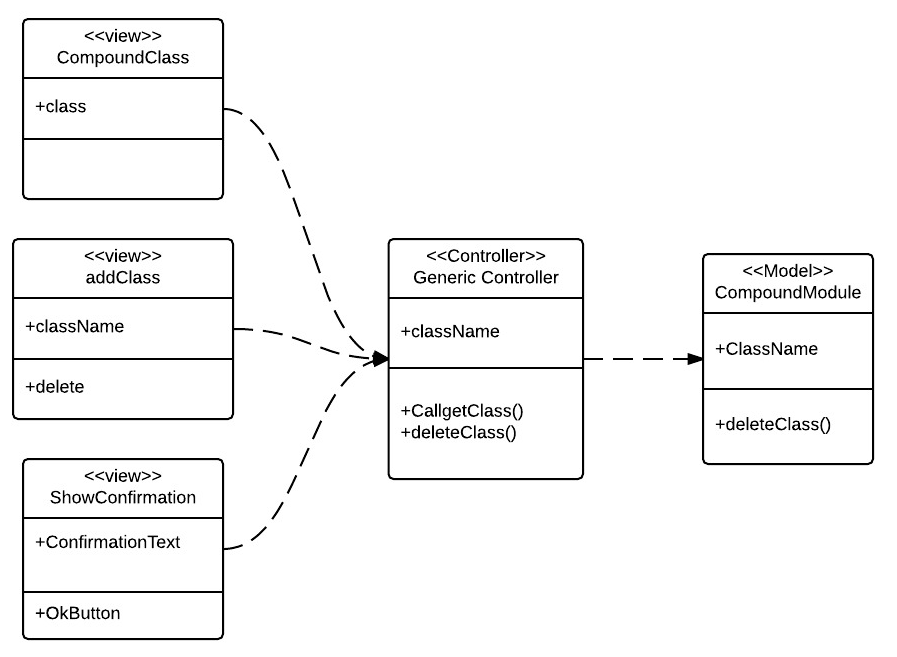 <<view>>
CompoundClass
+class
<<view>>
addClass
+className
+delete
<<view>>
ShowConfirmation
+ConfirmationText
+OkButton
<<Controller>>
Generic Controller
+className
+CallgetClass()
+deleteClass()
<<Model>>
CompoundModule
+ClassName
+deleteClass()